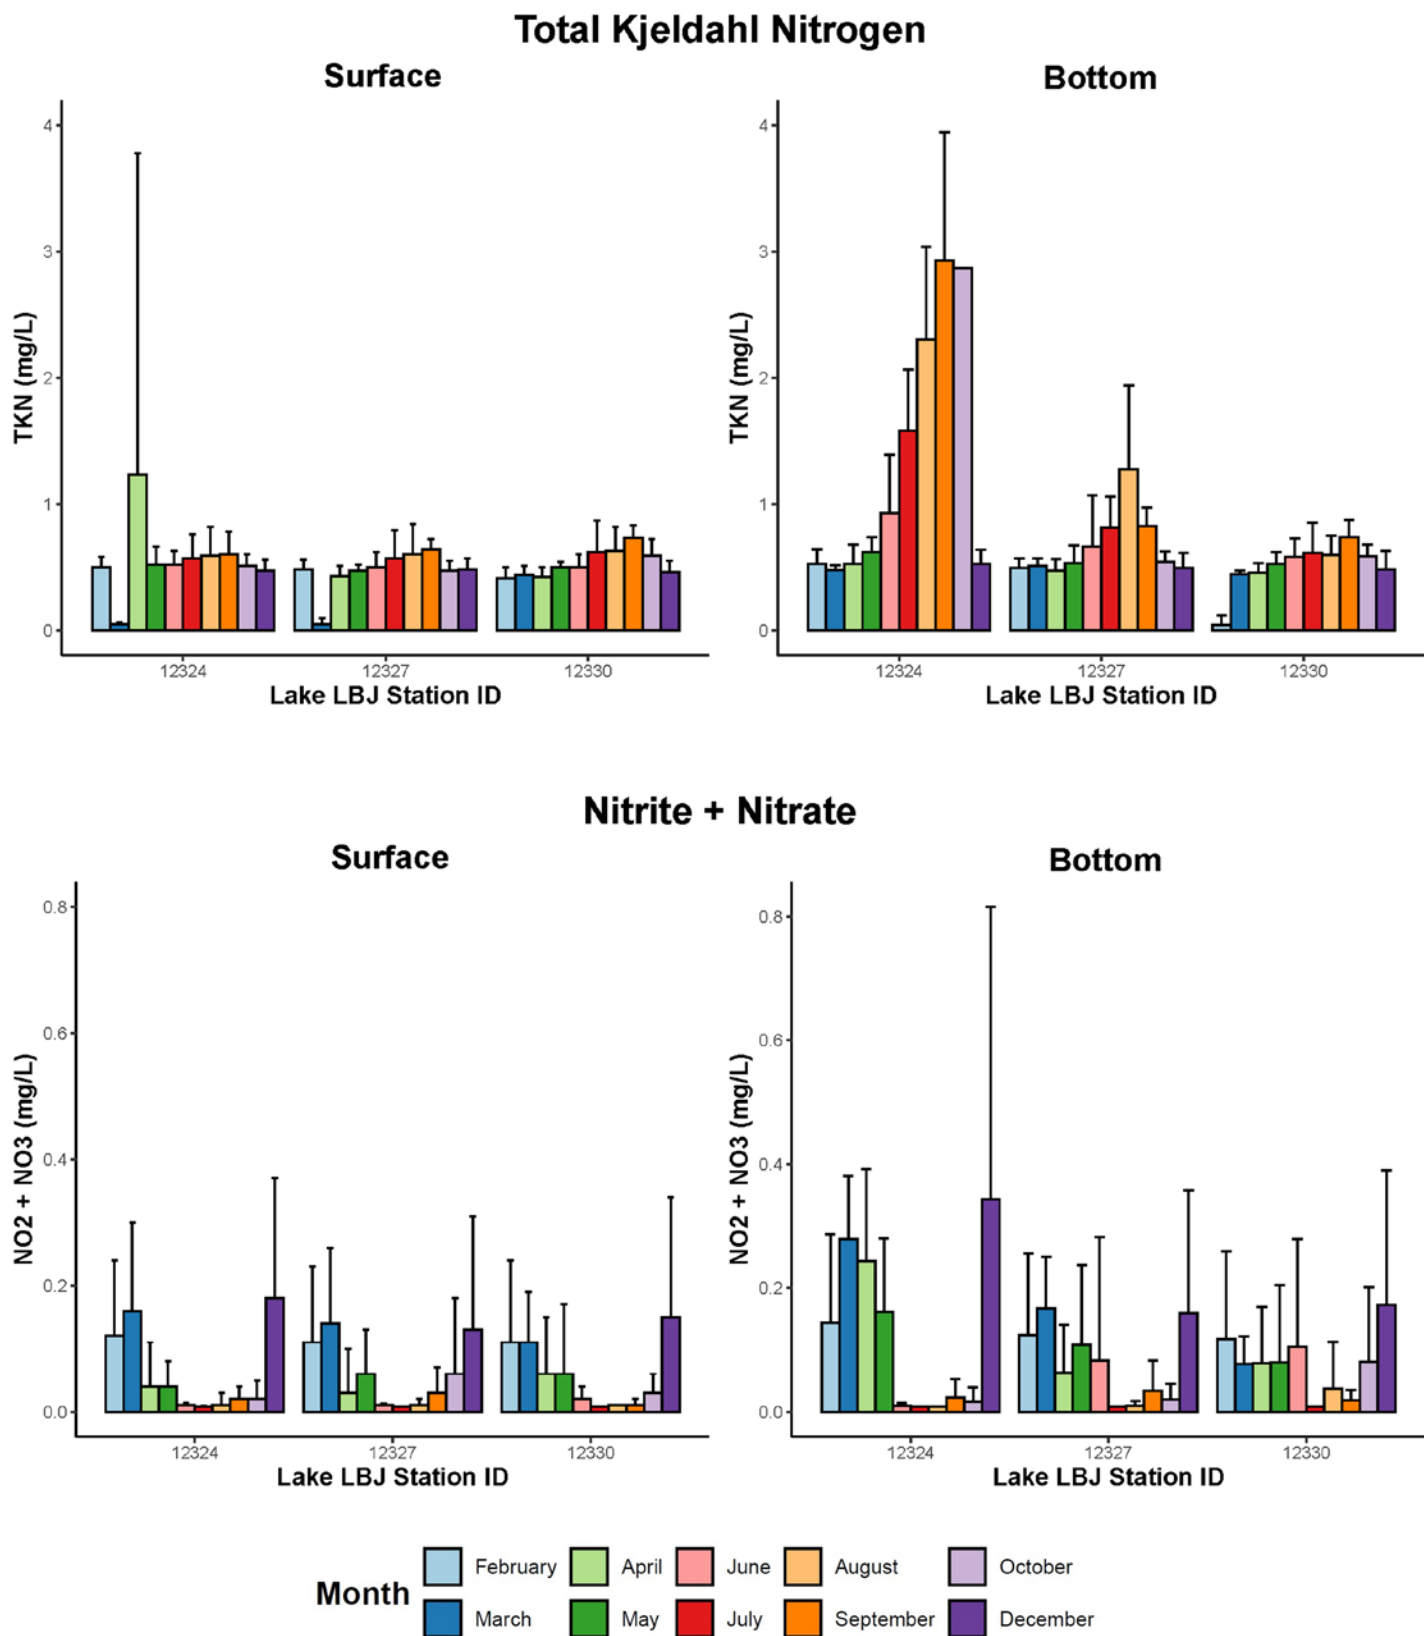 Total Kjeldahl Nitrogen
Surface
Bottom
4
3
2
1
0
TKN (mg/L)
12324
12327
12330
Lake LBJ Station ID
4
3
2
1
0
TKN (mg/L)
12324
12327
12330
Lake LBJ Station ID
Nitrite + Nitrate
Surface
Bottom
0.8
0.6
0.4
0.2
0.0
NO2 + NO3 (mg/L)
12324
12327
12330
Lake LBJ Station ID
0.8
0.6
0.4
0.2
0.0
NO2 + NO3 (mg/L)
12324
12327
12330
Lake LBJ Station ID
Month
February
April
June
August
October
March
May
July
September
December